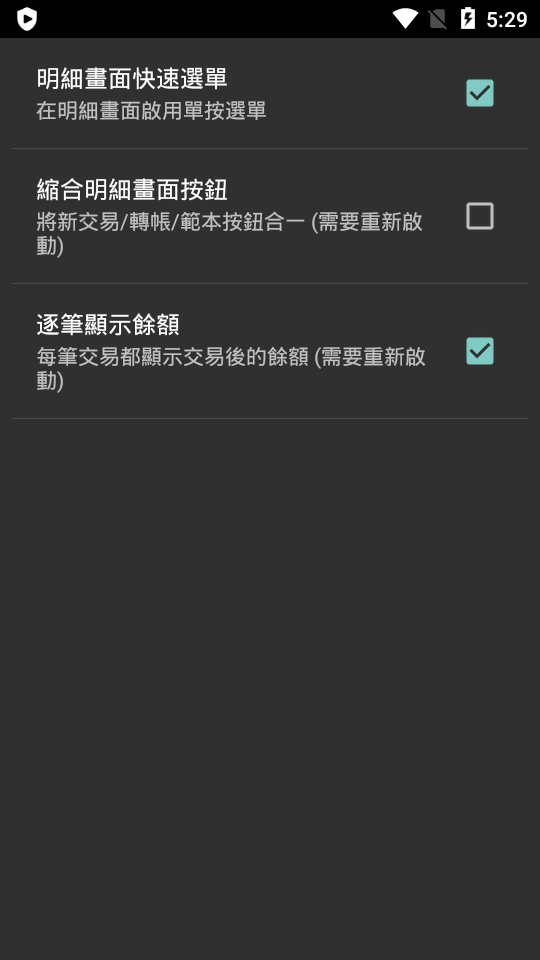 5:29
明細畫面快速選單
在明細畫面啟用單按選單
縮合明細畫面按鈕
將新交易/轉帳/範本按鈕合一 (需要重新啟
動)
逐筆顯示餘額
每筆交易都顯示交易後的餘額 (需要重新啟
動)